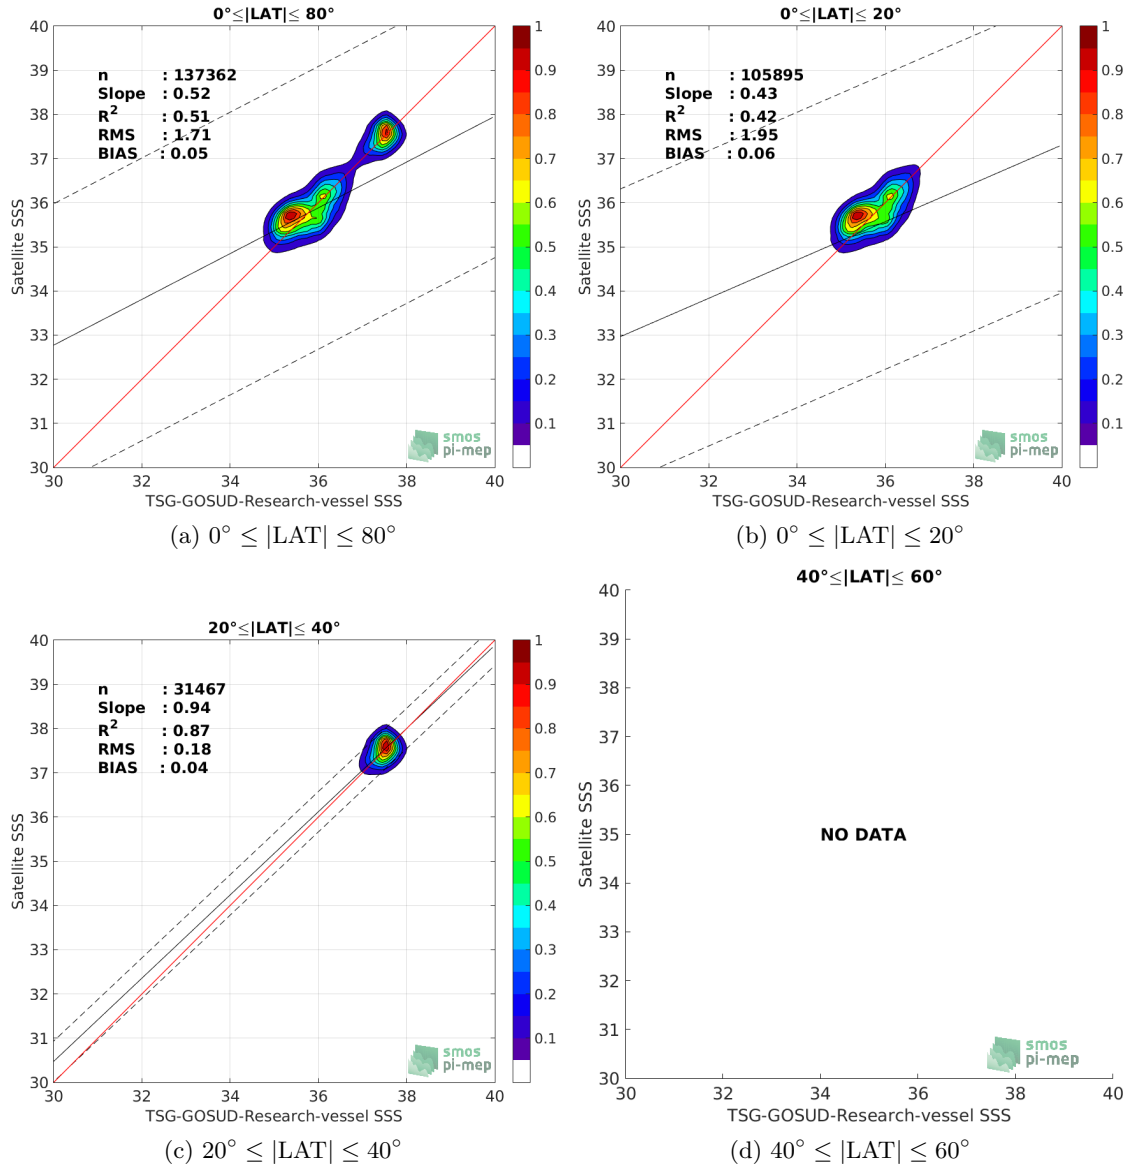 0°≤|LAT|≤ 80°
40
39
38
37
36
35
34
33
32
31
30
Satellite SSS
n : 137362
Slope : 0.52
R² : 0.51
RMS : 1.71
BIAS : 0.05
smos
pi-mep
30 32 34 36 38 40
TSG-GOSUD-Research-vessel SSS
1
0.9
0.8
0.7
0.6
0.5
0.4
0.3
0.2
0.1
(a) 0° ≤ |LAT| ≤ 80°
0°≤|LAT|≤ 20°
40
39
38
37
36
35
34
33
32
31
30
Satellite SSS
n : 105895
Slope : 0.43
R² : 0.42
RMS : 1.95
BIAS : 0.06
smos
pi-mep
30 32 34 36 38 40
TSG-GOSUD-Research-vessel SSS
1
0.9
0.8
0.7
0.6
0.5
0.4
0.3
0.2
0.1
(b) 0° ≤ |LAT| ≤ 20°
20°≤|LAT|≤ 40°
40
39
38
37
36
35
34
33
32
31
30
Satellite SSS
n : 31467
Slope : 0.94
R² : 0.87
RMS : 0.18
BIAS : 0.04
smos
pi-mep
30 32 34 36 38 40
TSG-GOSUD-Research-vessel SSS
1
0.9
0.8
0.7
0.6
0.5
0.4
0.3
0.2
0.1
(c) 20° ≤ |LAT| ≤ 40°
40°≤|LAT|≤ 60°
40
39
38
37
36
35
34
33
32
31
30
Satellite SSS
NO DATA
smos
pi-mep
30 32 34 36 38 40
TSG-GOSUD-Research-vessel SSS
(d) 40° ≤ |LAT| ≤ 60°